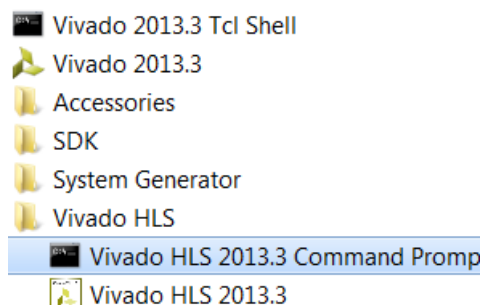 Vivado 2013.3 Tcl Shell
Vivado 2013.3
Accessories
SDK
System Generator
Vivado HLS
Vivado HLS 2013.3 Command Promp
Vivado HLS 2013.3